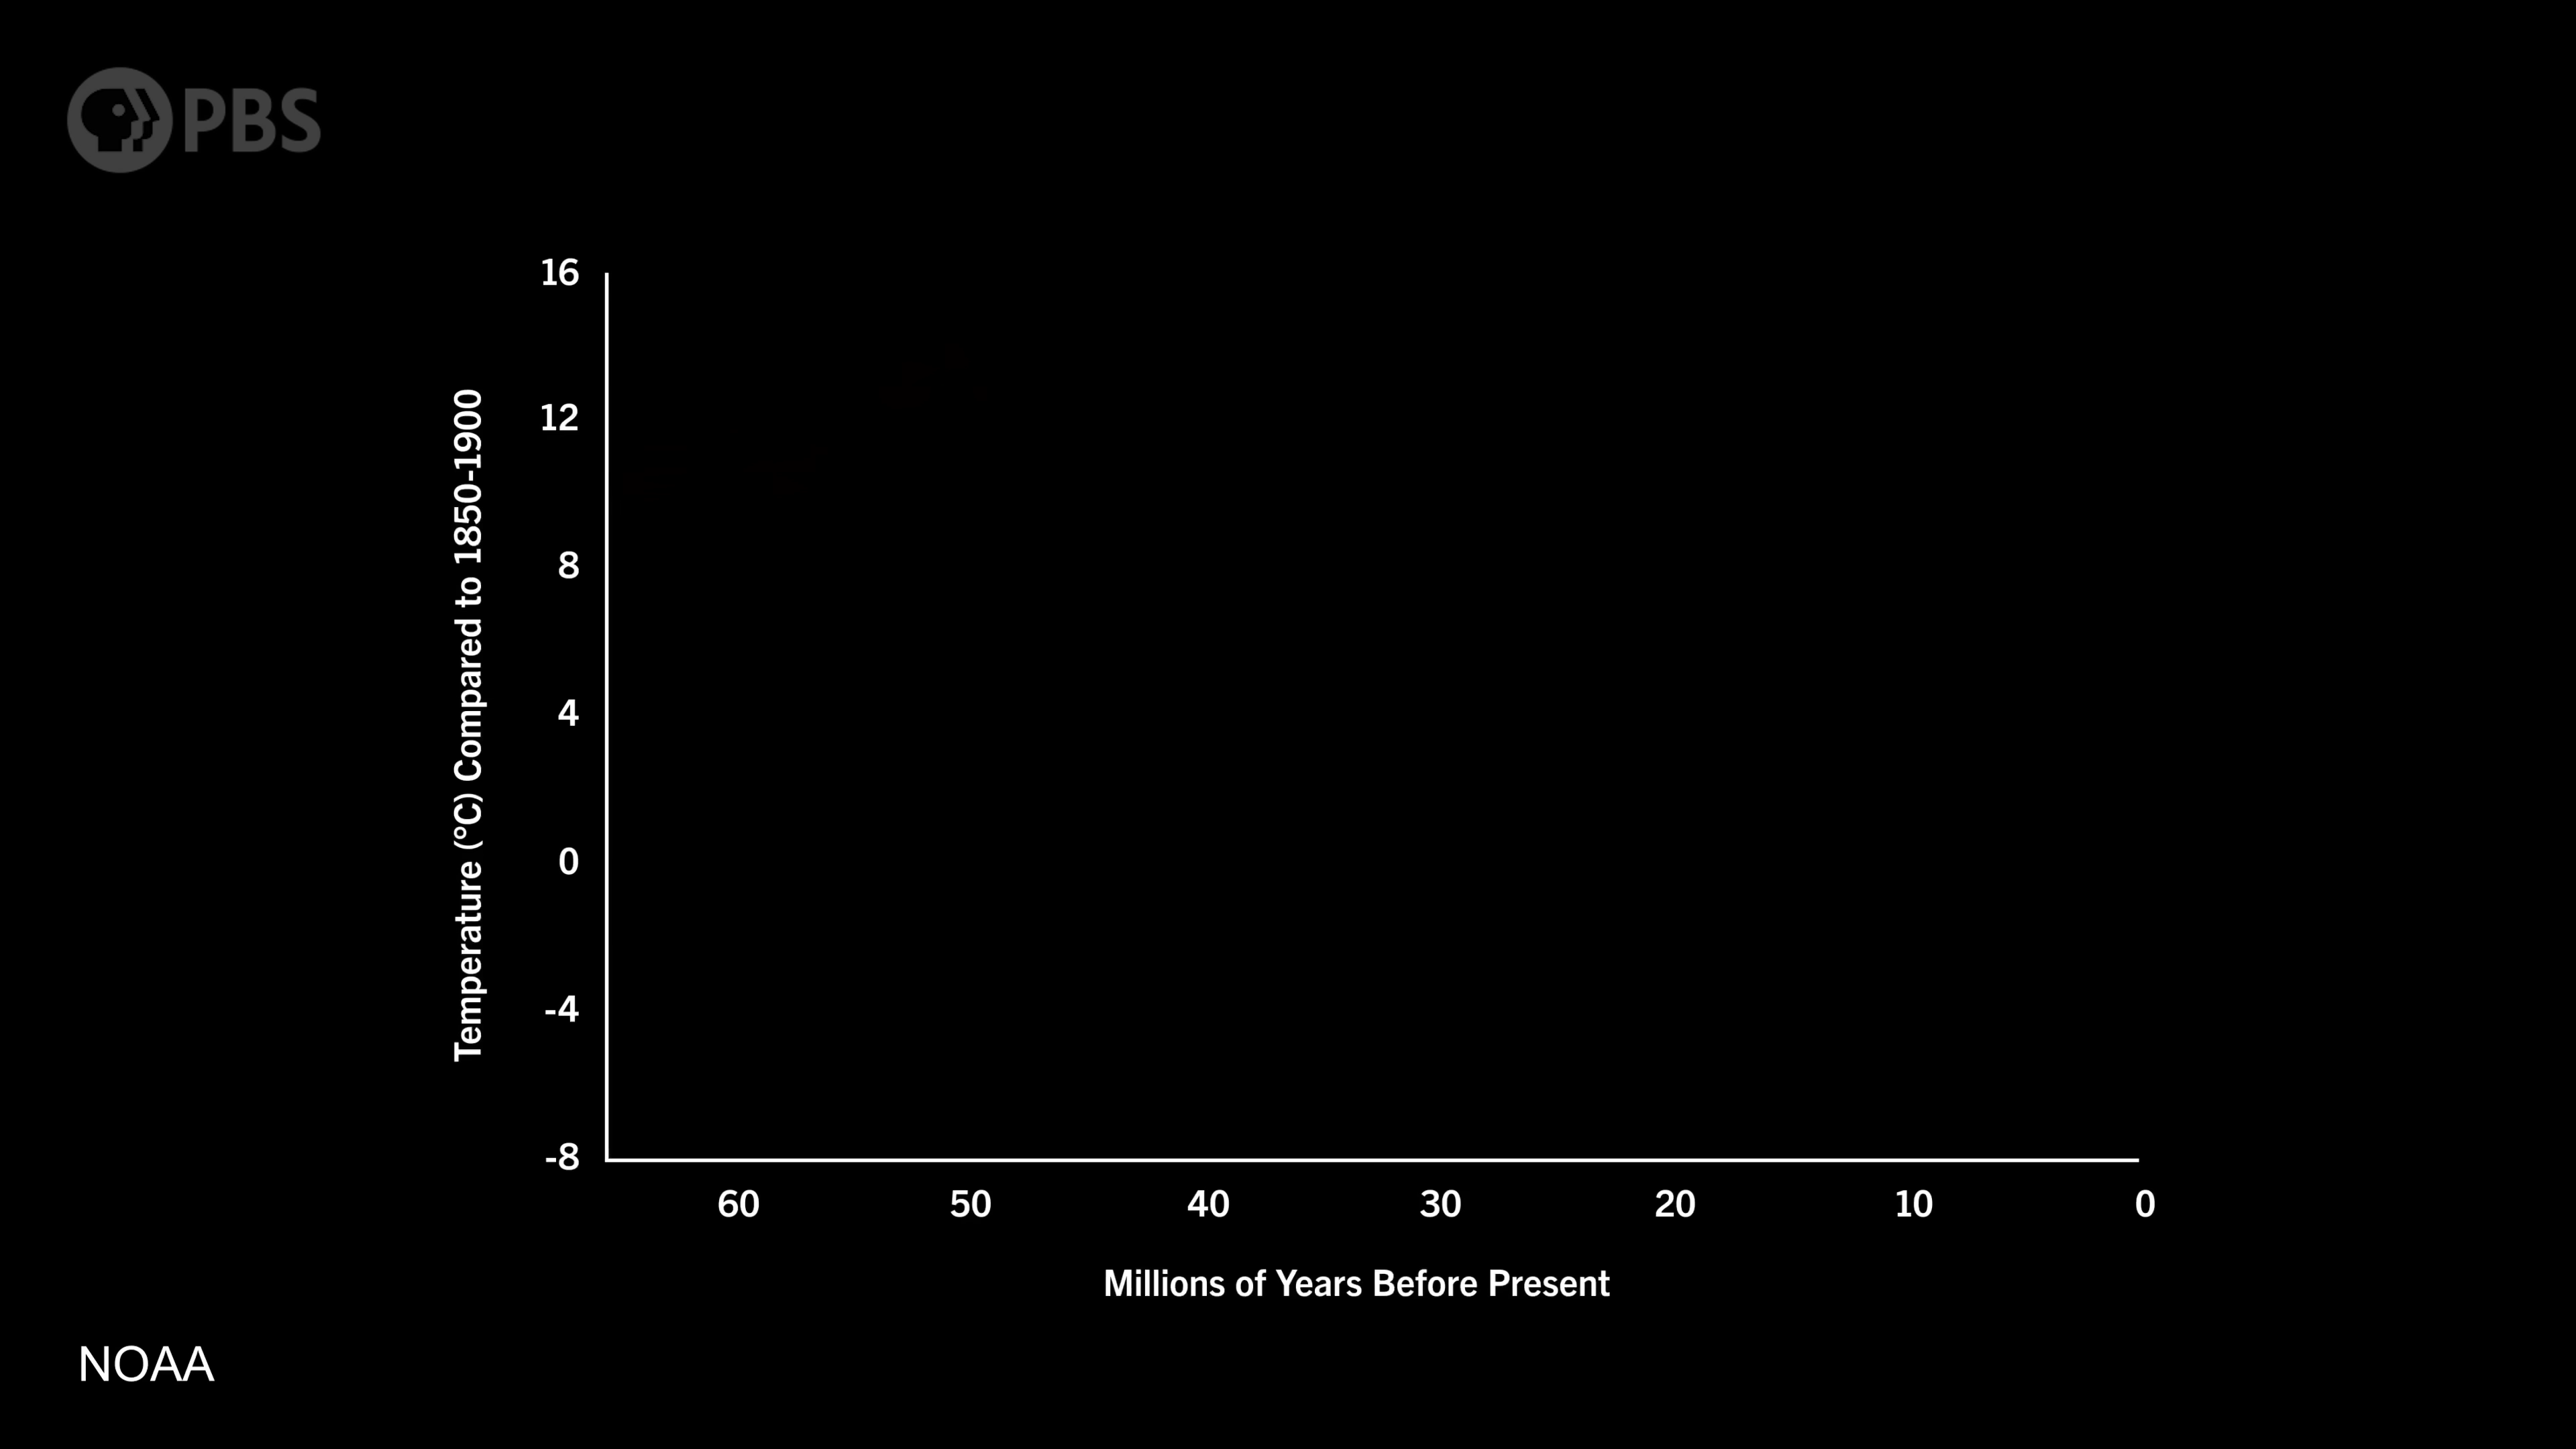 PBS
16
12
8
4
0
-4
-8
Temperature (°C) Compared to 1850-1900
60 50 40 30 20 10 0
Millions of Years Before Present
NOAA